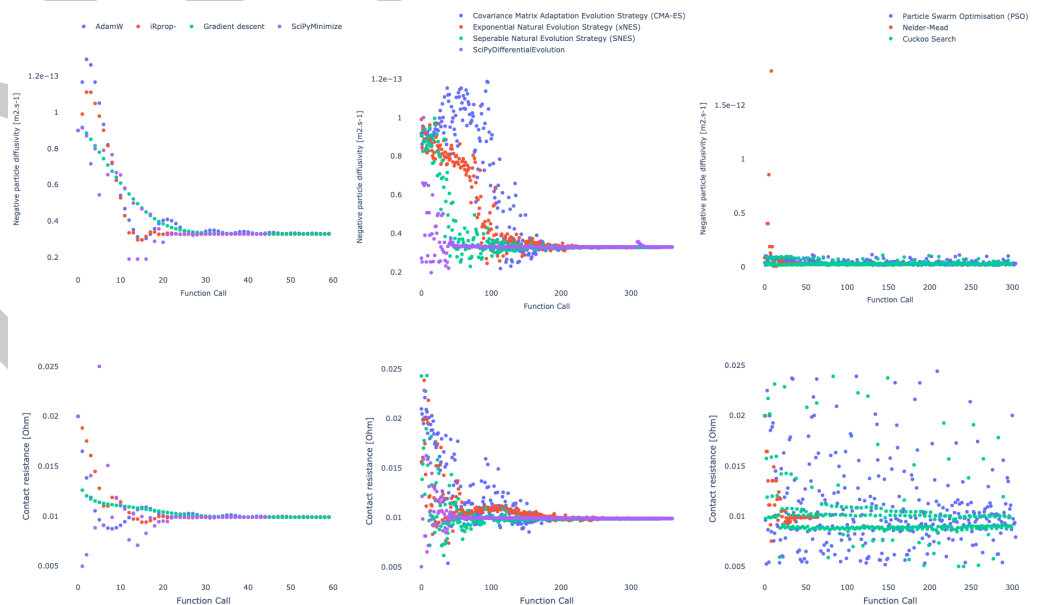 AdamW iRprop- Gradient descent SciPyMinimize
1.2e−13
1
0.8
0.6
0.4
0.2
Negative particle diffusivity [m2.s-1]
0 10 20 30 40 50 60
Function Call
Covariance Matrix Adaptation Evolution Strategy (CMA-ES)
Exponential Natural Evolution Strategy (xNES)
Seperable Natural Evolution Strategy (SNES)
SciPyDifferentialEvolution
1.2e−13
1
0.8
0.6
0.4
0.2
Negative particle diffusivity [m2.s-1]
0 100 200 300
Function Call
Particle Swarm Optimisation (PSO)
Nelder-Mead
Cuckoo Search
1.5e−12
1
0.5
0
Negative particle diffusivity [m2.s-1]
0 50 100 150 200 250 300
Function Call
0.025
0.02
0.015
0.01
0.005
Contact resistance [Ohm]
0 10 20 30 40 50 60
Function Call
0.025
0.02
0.015
0.01
0.005
Contact resistance [Ohm]
0 100 200 300
Function Call
0.025
0.02
0.015
0.01
0.005
Contact resistance [Ohm]
0 50 100 150 200 250 300
Function Call